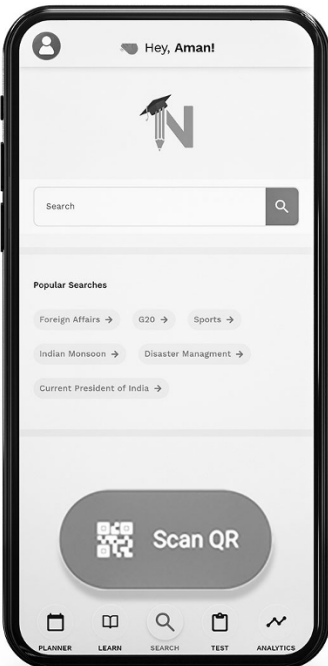 Hey, Aman!
N
Search
Popular Searches
Foreign Affairs → G20 → Sports →
Indian Monsoon → Disaster Managment →
Current President of India →
Scan QR
PLANNER LEARN SEARCH TEST ANALYTICS